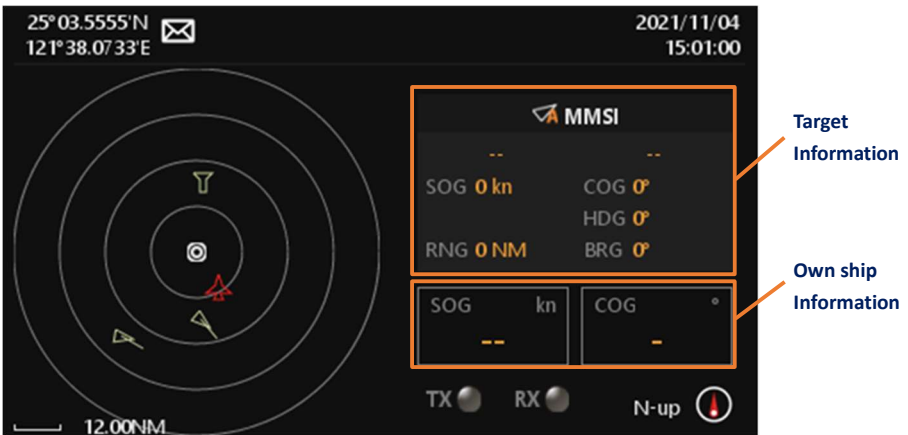 25° 03.5555'N
121° 38.0733'E
2021/11/04
15:01:00
A MMSI
-- --
SOG 0 kn COG 0°
HDG 0°
RNG 0 NM BRG 0°
SOG kn COG °
-- -
TX RX N-up
12.00NM
Target
Information
Own ship
Information